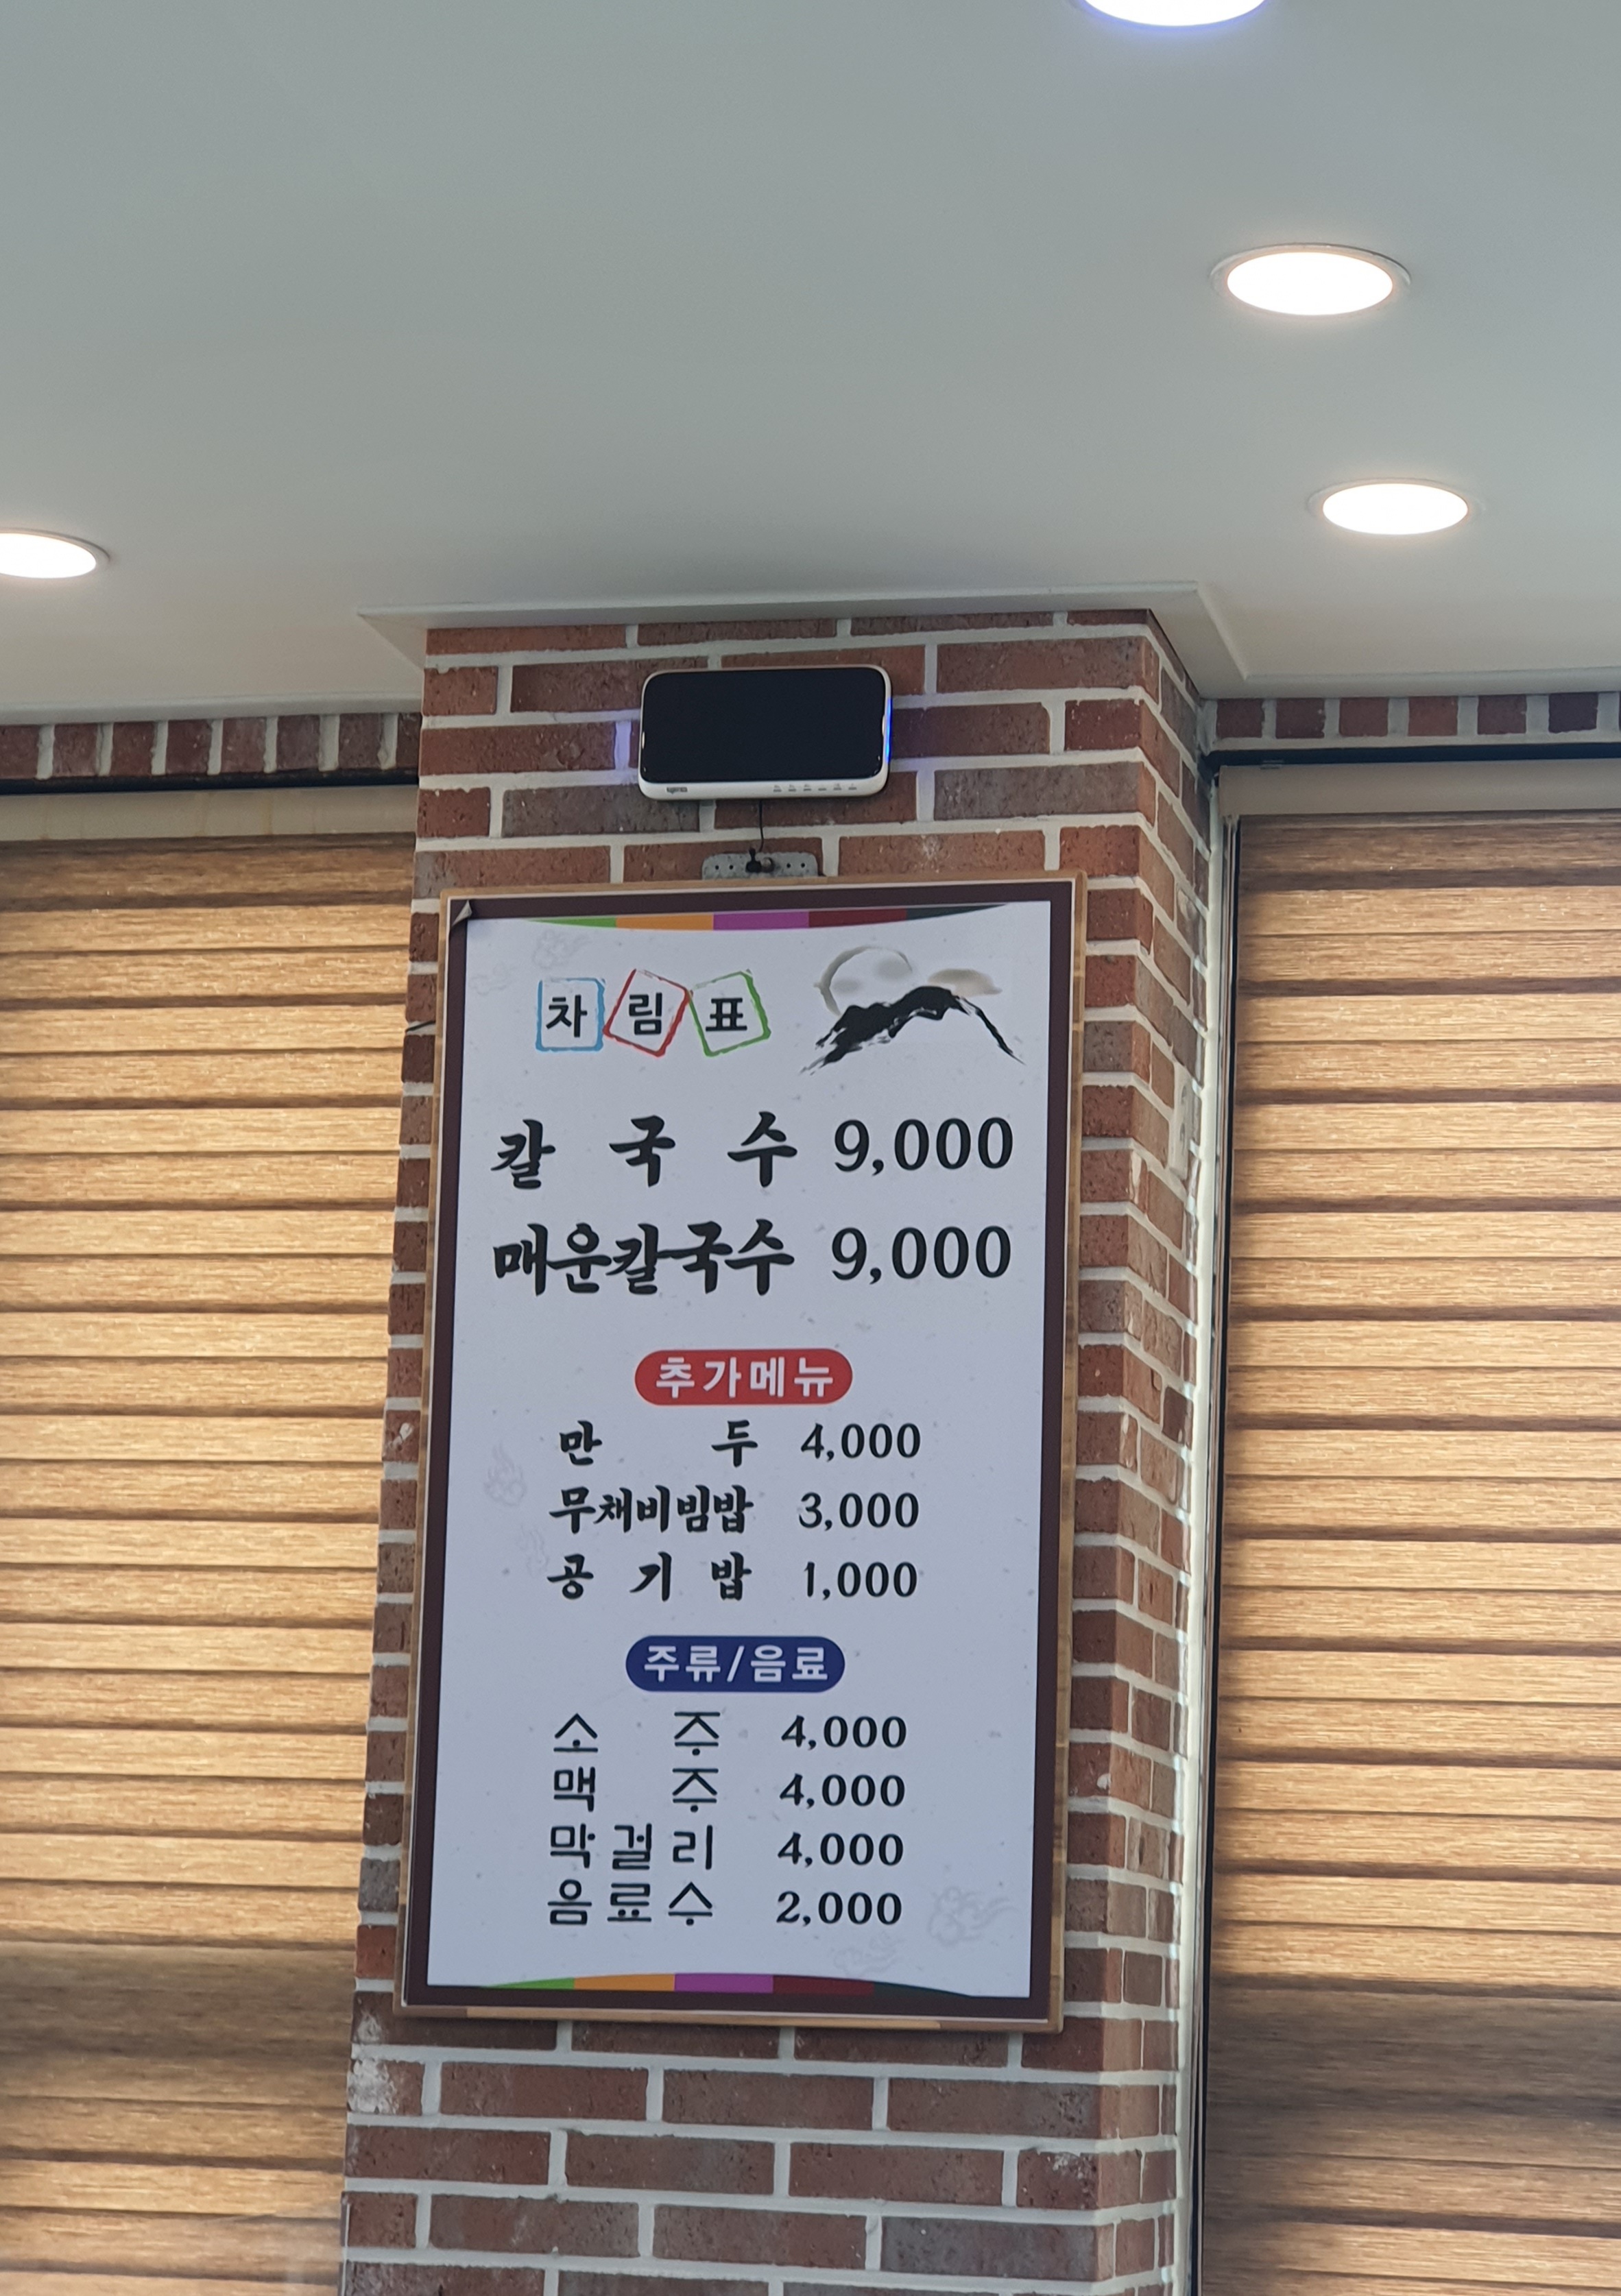 차림표
칼국수 9,000
매운칼국수 9,000
추가메뉴
만두 4,000
무채비빔밥 3,000
공기밥 1,000
주류/음료
소주 4,000
맥주 4,000
막걸리 4,000
음료수 2,000